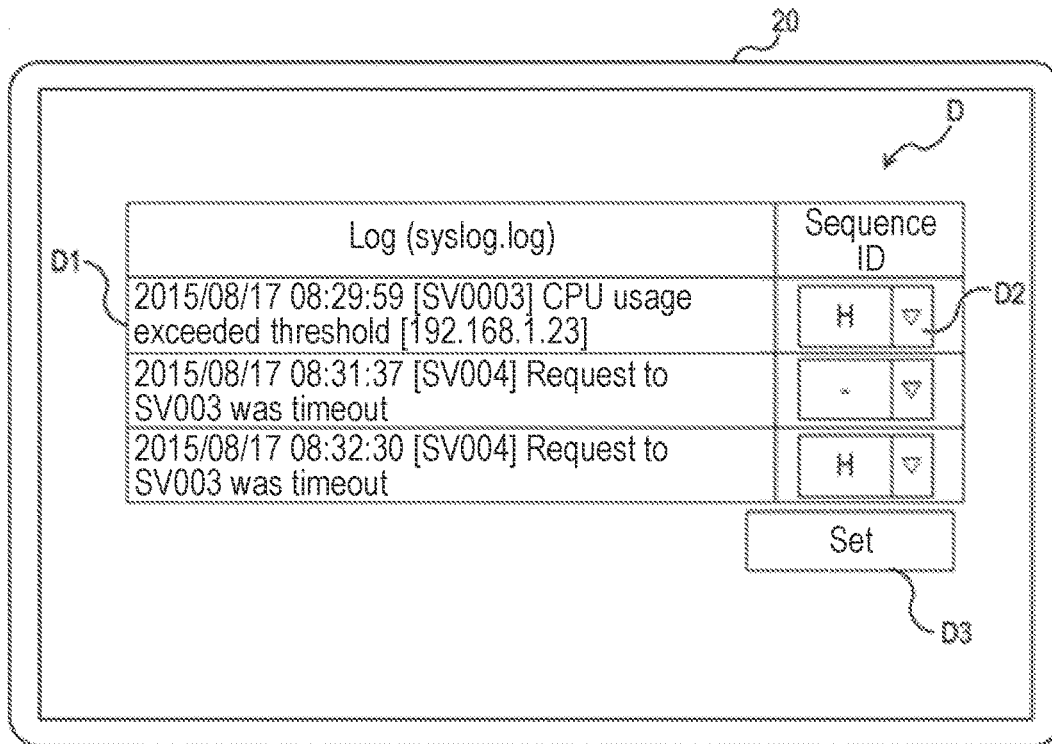 20
D
Log (syslog.log)
Sequence
ID
D1
2015/08/17 08:29:59 [SV0003] CPU usage
exceeded threshold [192.168.1.23]
H
D2
2015/08/17 08:31:37 [SV004] Request to
SV003 was timeout
-
2015/08/17 08:32:30 [SV004] Request to
SV003 was timeout
H
Set
D3